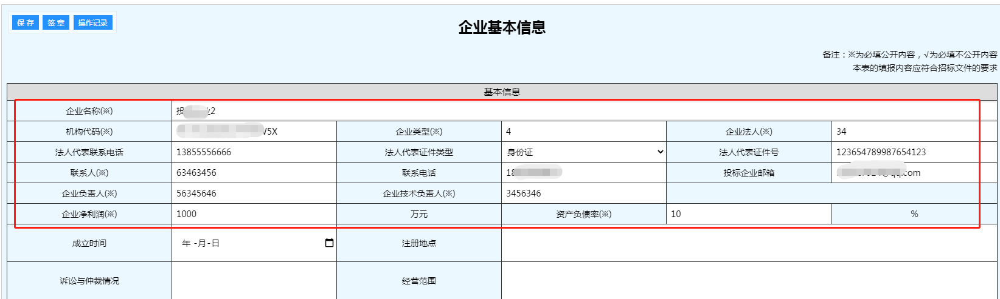 保 存 签 章 操作记录
企业基本信息
备注：※为必填公开内容，√为必填不公开内容
本表的填报内容应符合招标文件的要求
基本信息
企业名称(※) 投 业2
机构代码(※) W5X 企业类型(※) 4 企业法人(※) 34
法人代表联系电话 13855556666 法人代表证件类型 身份证 法人代表证件号 123654789987654123
联系人(※) 63463456 联系电话 18 投标企业邮箱 @qq.com
企业负责人(※) 56345646 企业技术负责人(※) 3456346
企业净利润(※) 1000 万元 资产负债率(※) 10 %
成立时间 年 -月-日 注册地点
诉讼与仲裁情况 经营范围